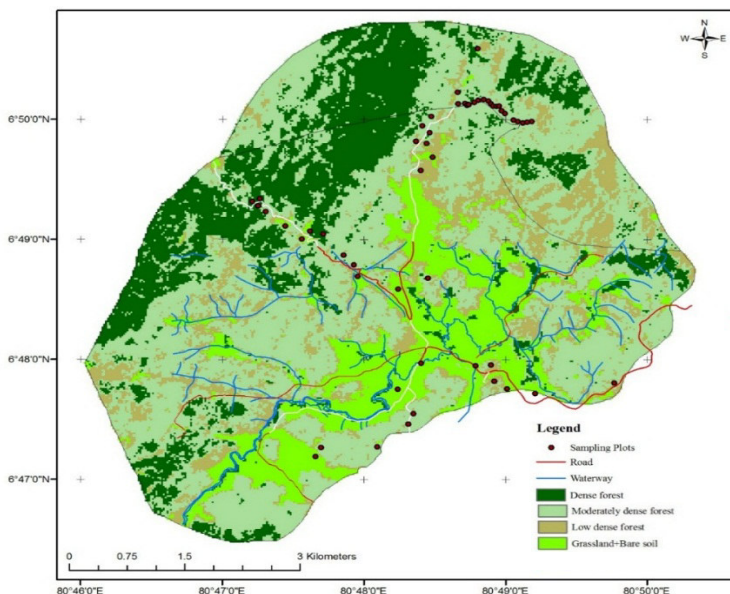 N
W E
S
6°50'0"N
6°49'0"N
6°48'0"N
6°47'0"N
Legend
Sampling Plots
Road
Waterway
Dense forest
Moderately dense forest
Low dense forest
Grassland+Bare soil
0 0.75 1.5 3 Kilometers
80°46'0"E 80°47'0"E 80°48'0"E 80°49'0"E 80°50'0"E